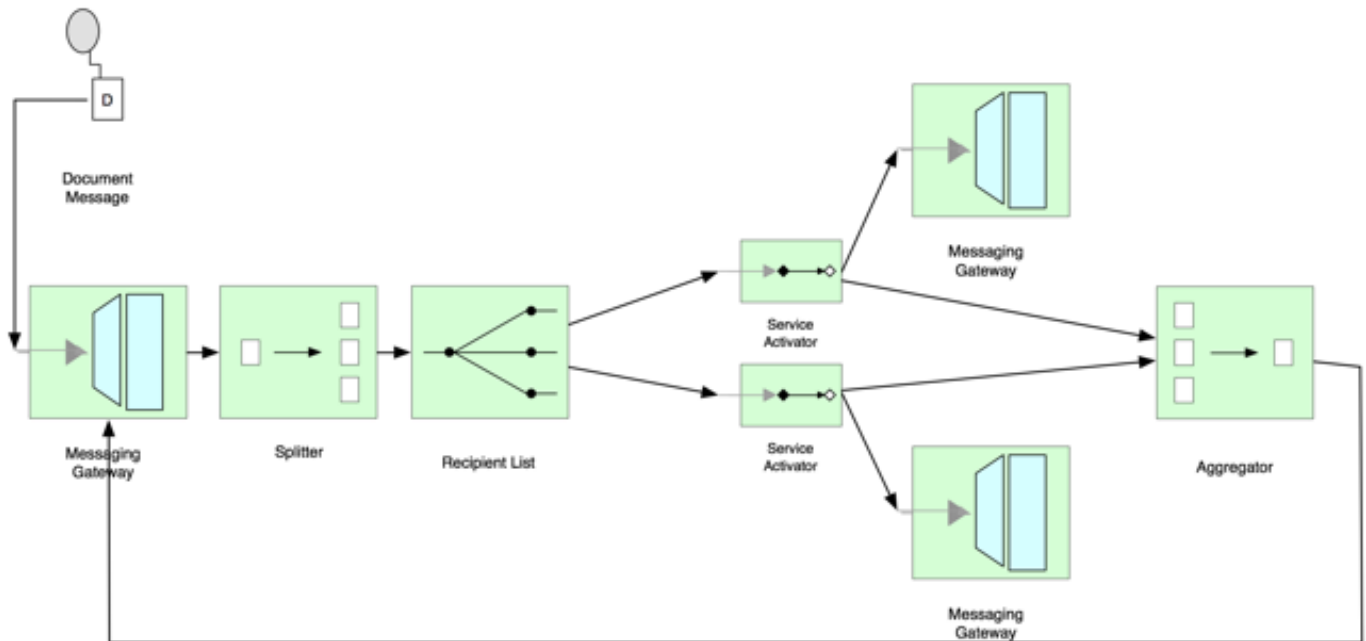 D
Document
Message
Messaging
Gateway
Splitter
Recipient List
Service
Activator
Service
Activator
Messaging
Gateway
Messaging
Gateway
Aggregator